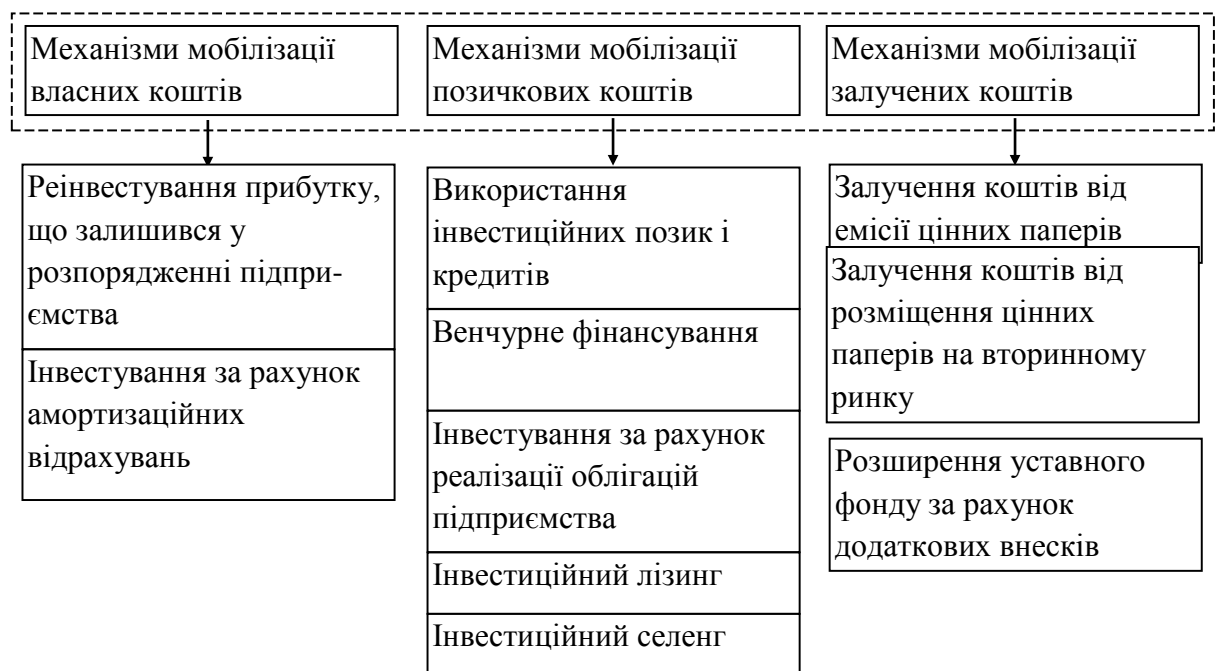 Механізми мобілізації
власних коштів
Механізми мобілізації
позичкових коштів
Механізми мобілізації
залучених коштів
Реінвестування прибутку,
що залишився у
розпорядженні підпри-
ємства
Інвестування за рахунок
амортизаційних
відрахувань
Використання
інвестиційних позик і
кредитів
Венчурне фінансування
Інвестування за рахунок
реалізації облігацій
підприємства
Інвестиційний лізинг
Інвестиційний селенг
Залучення коштів від
емісії цінних паперів
Залучення коштів від
розміщення цінних
паперів на вторинному
ринку
Розширення уставного
фонду за рахунок
додаткових внесків